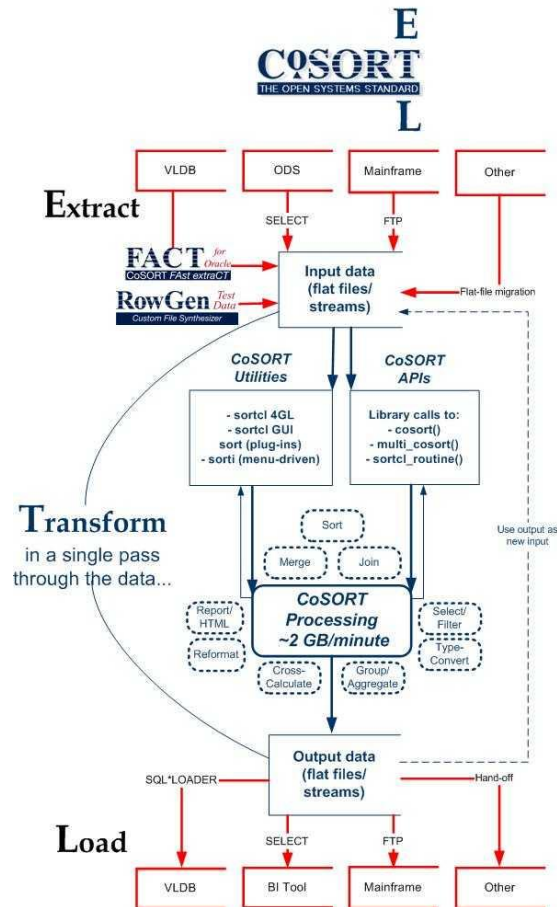 E
CoSORT
THE OPEN SYSTEMS STANDARD
L
VLDB
ODS
Mainframe
Other
Extract
SELECT
FTP
FACT for Oracle
CoSORT FAst extraCT
RowGen Test Data
Custom File Synthesizer
Input data
(flat files/
streams)
Flat-file migration
CoSORT
Utilities
CoSORT
APIs
- sortcl 4GL
- sortcl GUI
sort (plug-ins)
- sorti (menu-driven)
Library calls to:
- cosort()
- multi_cosort()
- sortcl_routine()
Transform
in a single pass
through the data...
Use output as
new input
Sort
Merge
Join
CoSORT
Processing
~2 GB/minute
Report/
HTML
Reformat
Select/
Filter
Type-
Convert
Cross-
Calculate
Group/
Aggregate
Output data
(flat files/
streams)
SQL*LOADER
Hand-off
Load
SELECT
FTP
VLDB
BI Tool
Mainframe
Other